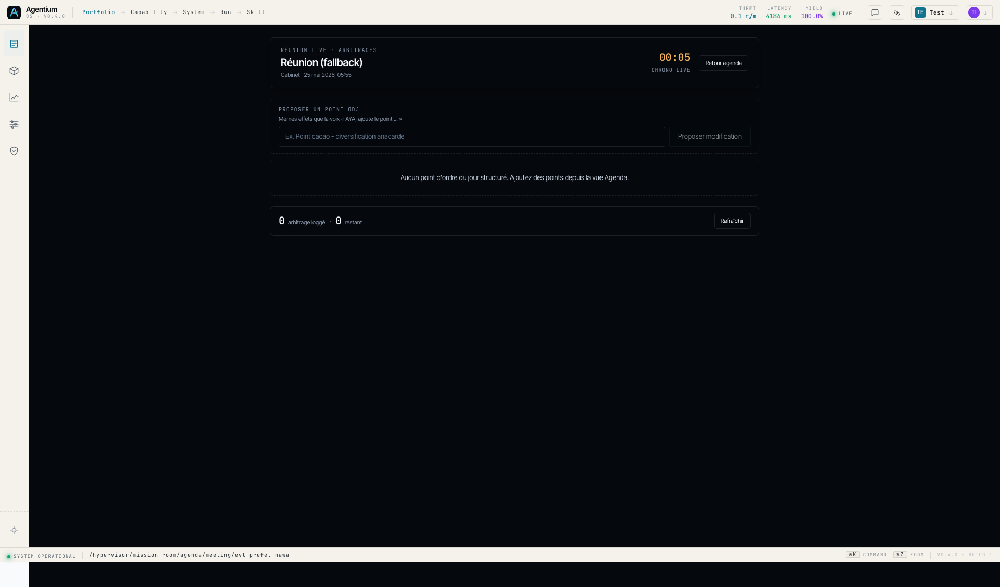 Agentium
OS · V0.4.0
Portfolio → Capability → System → Run → Skill
THRPT
0.1 r/m
LATENCY
4186 ms
YIELD
100.0%
LIVE
TE Test ↓
TI ↓
RÉUNION LIVE · ARBITRAGES
Réunion (fallback)
Cabinet · 25 mai 2026, 05:55
00:05
CHRONO LIVE
Retour agenda
PROPOSER UN POINT ODJ
Memes effets que la voix « AYA, ajoute le point ... »
Ex. Point cacao - diversification anacarde
Proposer modification
Aucun point d'ordre du jour structuré. Ajoutez des points depuis la vue Agenda.
0 arbitrage loggé · 0 restant
Rafraîchir
SYSTEM OPERATIONAL
/hypervisor/mission-room/agenda/meeting/evt-prefet-nawa
⌘K COMMAND ⌘Z ZOOM
V0.4.0 · BUILD 1